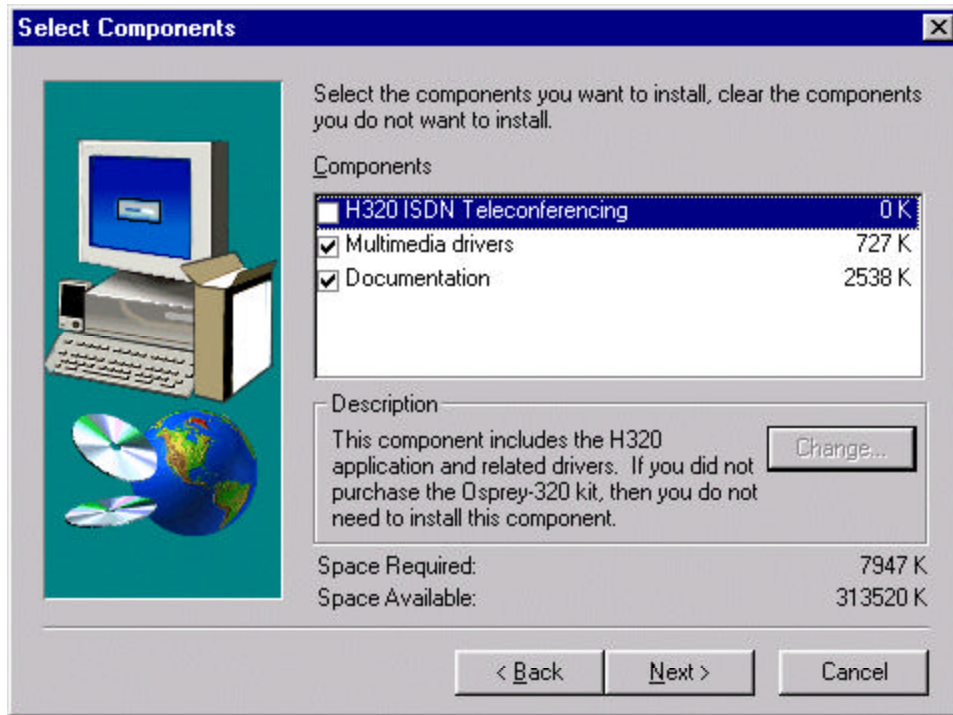 Select Components
Select the components you want to install, clear the components
you do not want to install.
Components
H320 ISDN Teleconferencing 0 K
Multimedia drivers 727 K
Documentation 2538 K
Description
This component includes the H320
application and related drivers. If you did not
purchase the Osprey-320 kit, then you do not
need to install this component.
Change...
Space Required: 7947 K
Space Available: 313520 K
< Back Next > Cancel